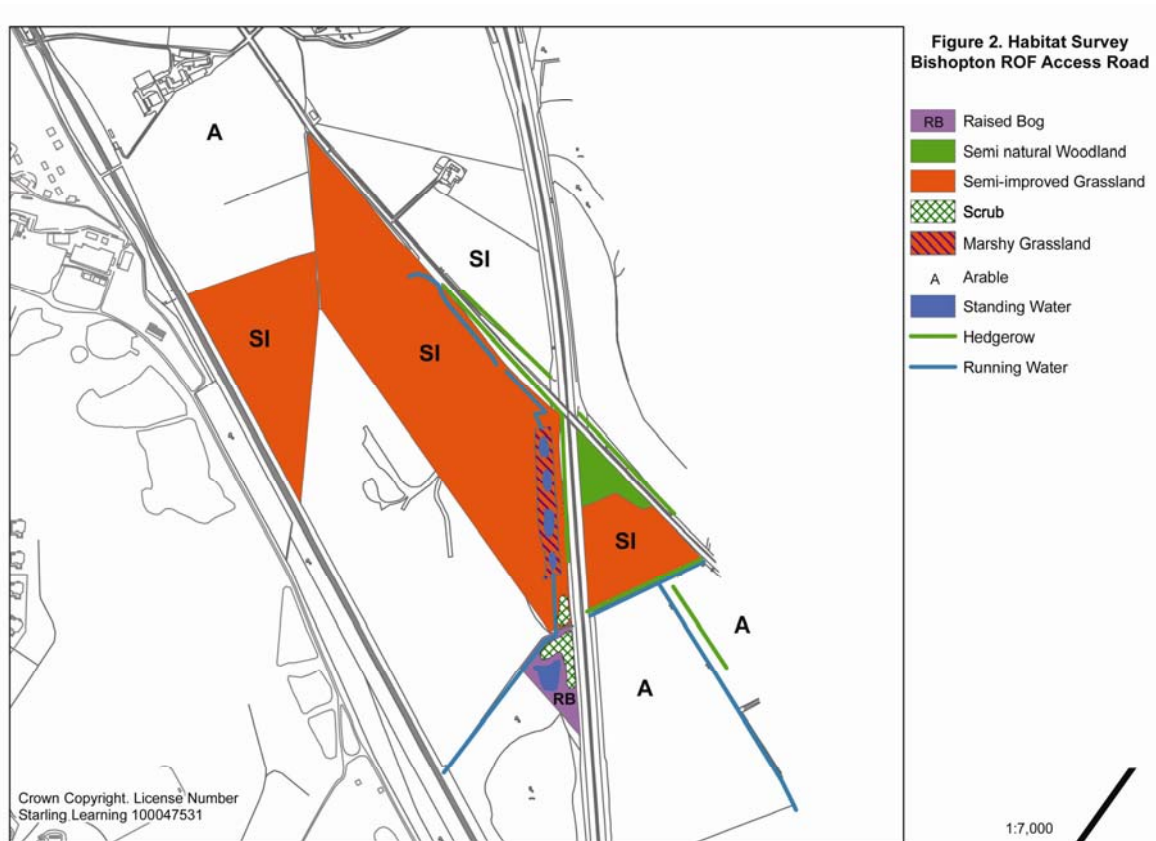 Figure 2. Habitat Survey
Bishopton ROF Access Road
RB Raised Bog
Semi natural Woodland
Semi-improved Grassland
Scrub
Marshy Grassland
A Arable
Standing Water
Hedgerow
Running Water
A
SI
SI
SI
SI
A
A
RB
Crown Copyright. License Number
Starling Learning 100047531
1:7,000